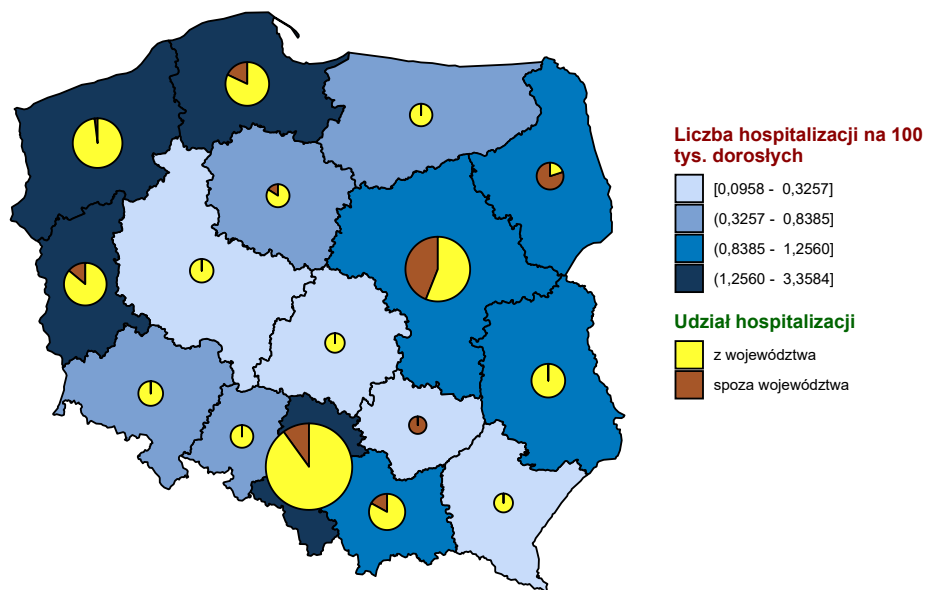 Liczba hospitalizacji na 100
tys. dorosłych
[0,0958 - 0,3257]
(0,3257 - 0,8385]
(0,8385 - 1,2560]
(1,2560 - 3,3584]
Udział hospitalizacji
z województwa
spoza województwa